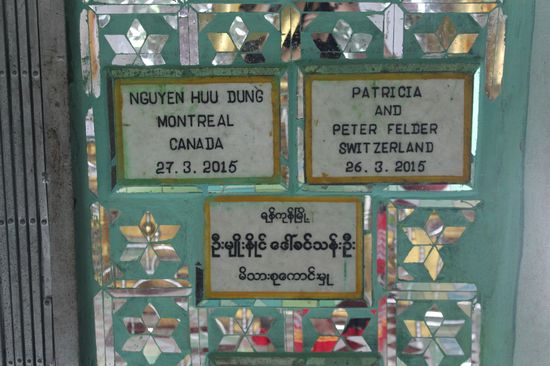 NGUYEN HUU DUNG
MONTREAL
CANADA
27.3.2015
PATRICIA
AND
PETER FELDER
SWITZERLAND
26.3.2015
ရန်ကုန်မြို့
ဦးမျိုးနိုင် ဒေါ်ခင်သန်းဦး
မိသားစုကောင်းမှု